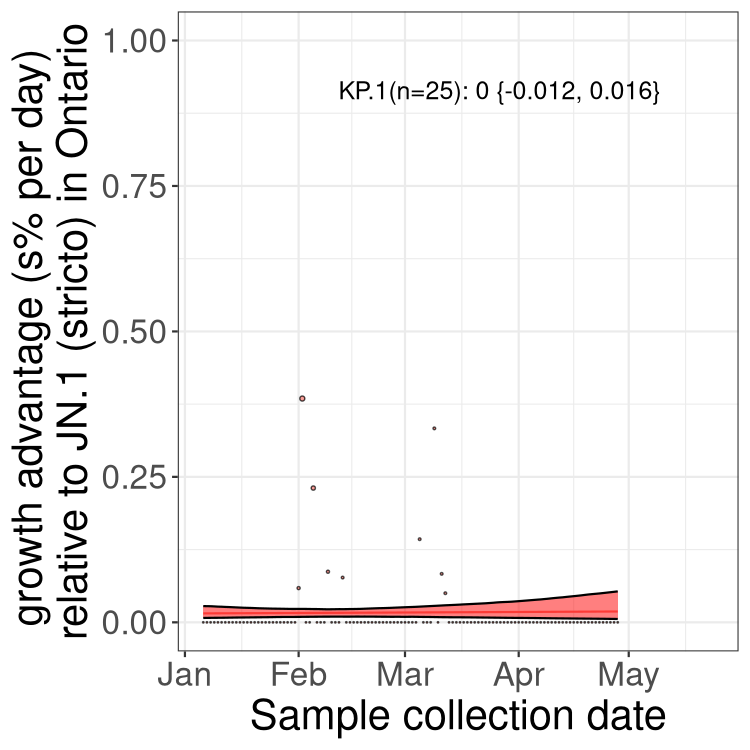 growth advantage (s% per day)
relative to JN.1 (stricto) in Ontario
1.00
0.75
0.50
0.25
0.00
KP.1(n=25): 0 {-0.012, 0.016}
Jan Feb Mar Apr May
Sample collection date